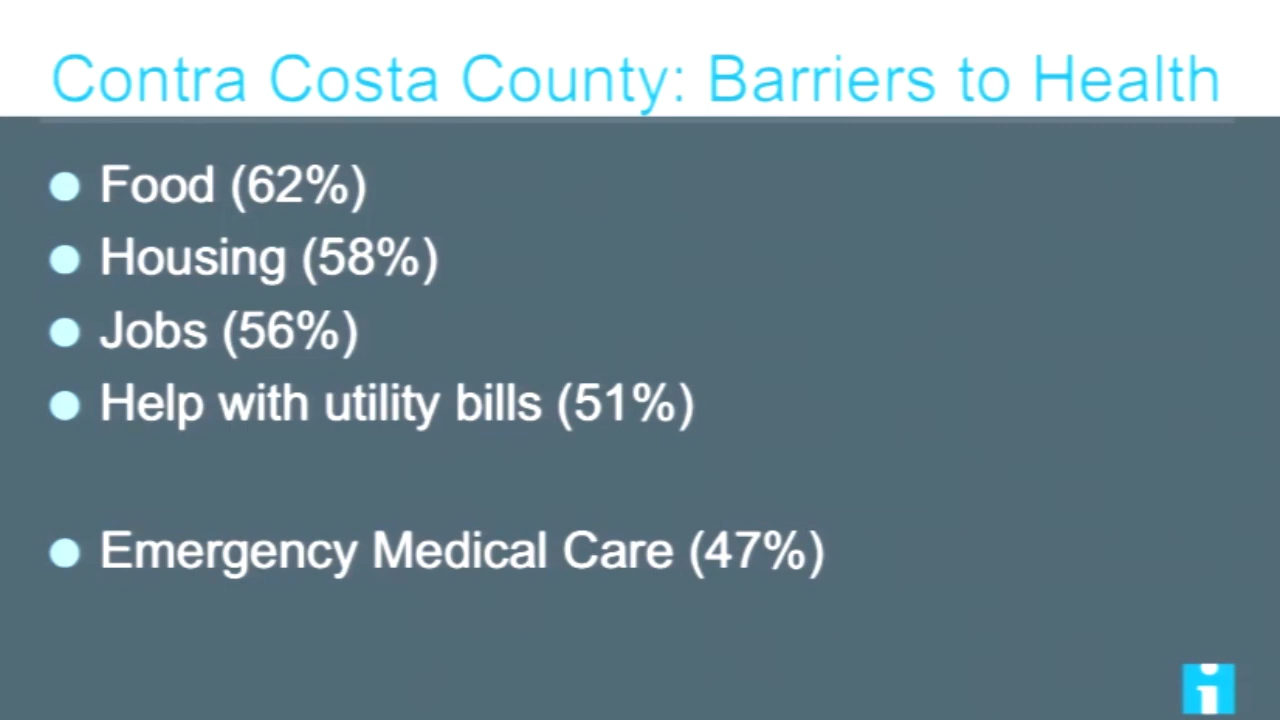 Contra Costa County: Barriers to Health
Food (62%)
Housing (58%)
Jobs (56%)
Help with utility bills (51%)
Emergency Medical Care (47%)
i